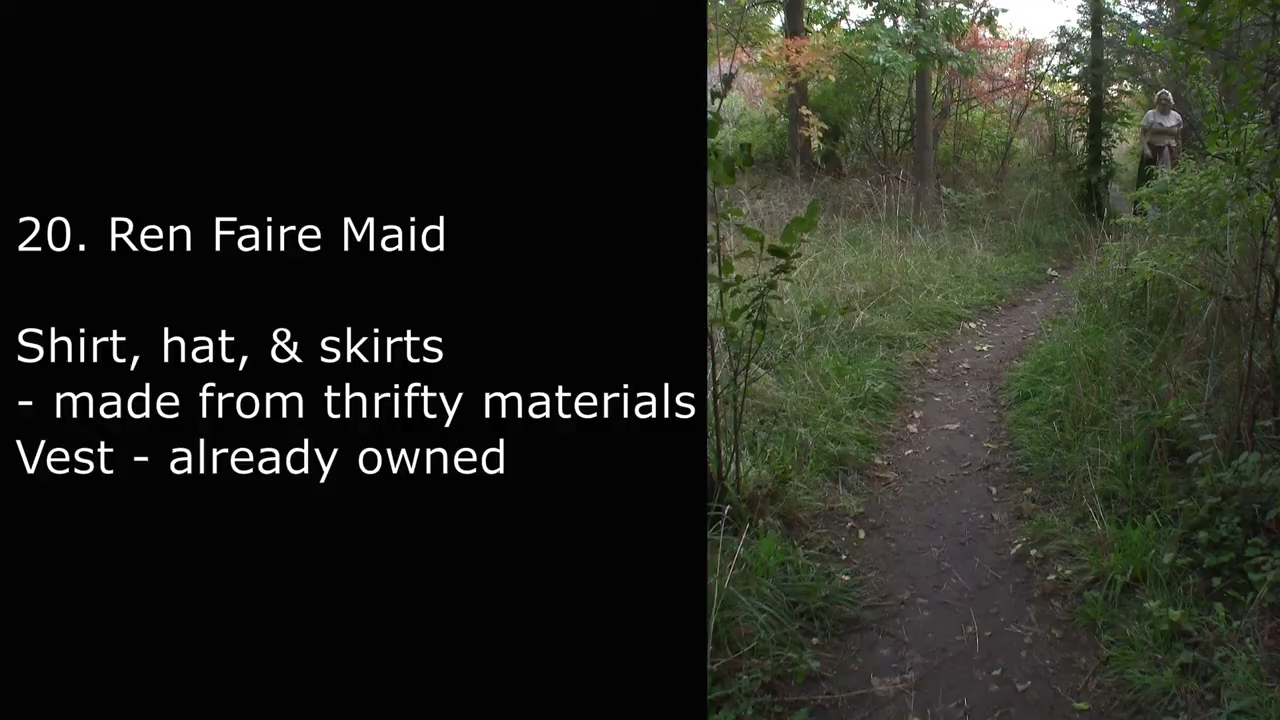 20. Ren Faire Maid
Shirt, hat, & skirts
- made from thrifty materials
Vest - already owned